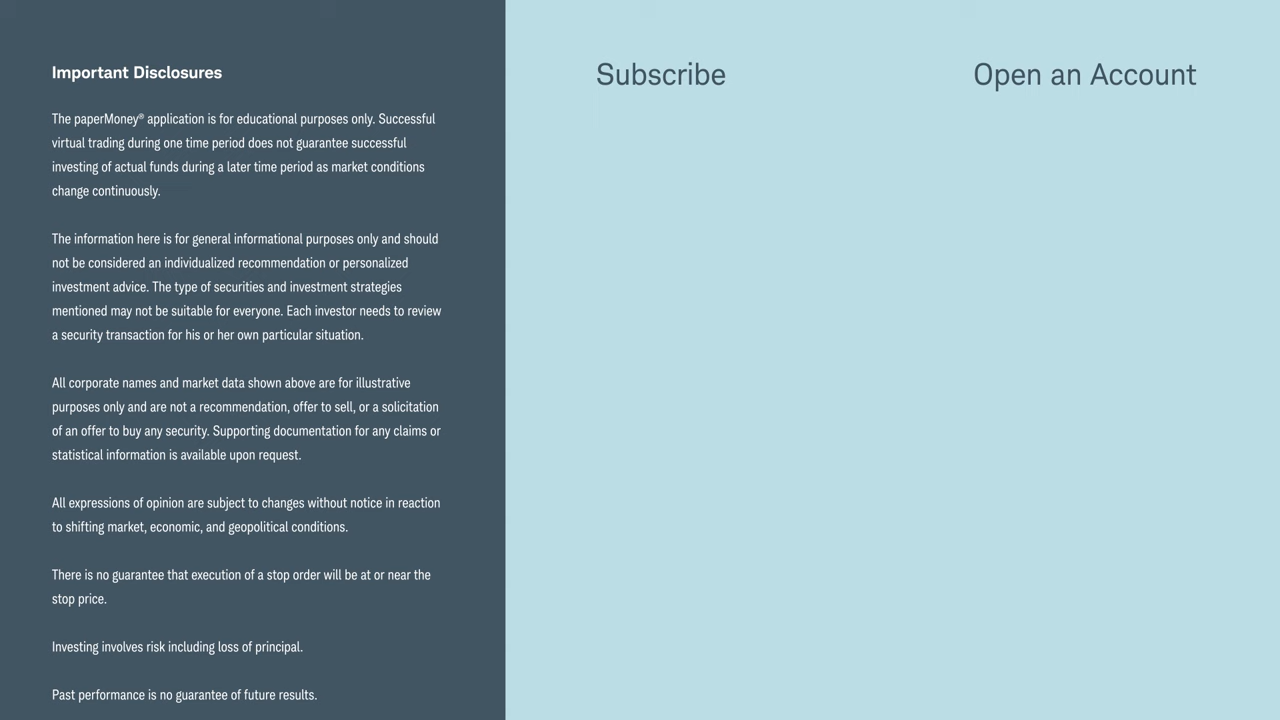 Important Disclosures
The paperMoney® application is for educational purposes only. Successful
virtual trading during one time period does not guarantee successful
investing of actual funds during a later time period as market conditions
change continuously.
The information here is for general informational purposes only and should
not be considered an individualized recommendation or personalized
investment advice. The type of securities and investment strategies
mentioned may not be suitable for everyone. Each investor needs to review
a security transaction for his or her own particular situation.
All corporate names and market data shown above are for illustrative
purposes only and are not a recommendation, offer to sell, or a solicitation
of an offer to buy any security. Supporting documentation for any claims or
statistical information is available upon request.
All expressions of opinion are subject to changes without notice in reaction
to shifting market, economic, and geopolitical conditions.
There is no guarantee that execution of a stop order will be at or near the
stop price.
Investing involves risk including loss of principal.
Past performance is no guarantee of future results.
Subscribe
Open an Account